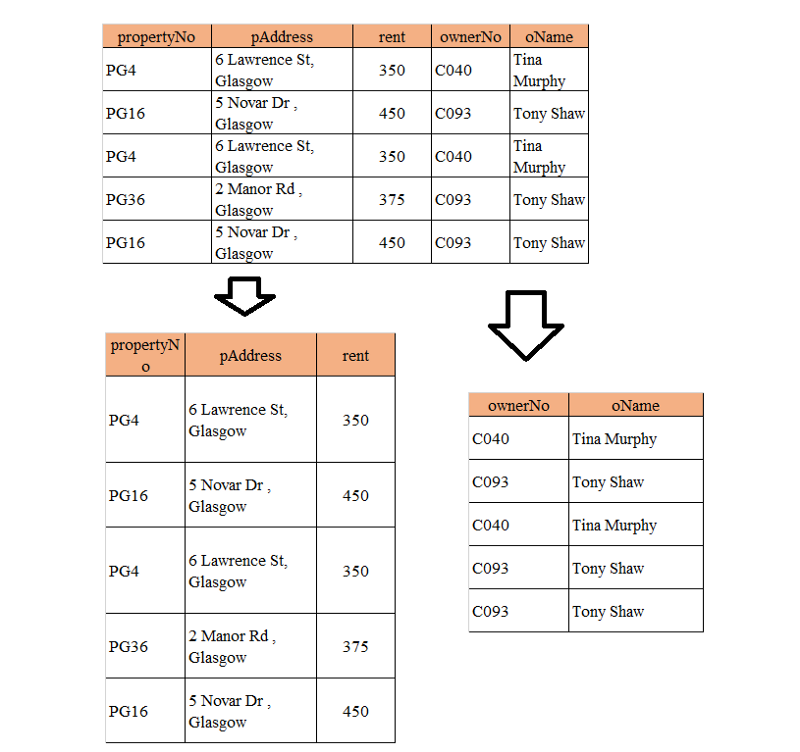 propertyNo pAddress rent ownerNo oName
PG4 6 Lawrence St, Glasgow 350 C040 Tina Murphy
PG16 5 Novar Dr , Glasgow 450 C093 Tony Shaw
PG4 6 Lawrence St, Glasgow 350 C040 Tina Murphy
PG36 2 Manor Rd , Glasgow 375 C093 Tony Shaw
PG16 5 Novar Dr , Glasgow 450 C093 Tony Shaw
propertyNo pAddress rent
PG4 6 Lawrence St, Glasgow 350
PG16 5 Novar Dr , Glasgow 450
PG4 6 Lawrence St, Glasgow 350
PG36 2 Manor Rd , Glasgow 375
PG16 5 Novar Dr , Glasgow 450
ownerNo oName
C040 Tina Murphy
C093 Tony Shaw
C040 Tina Murphy
C093 Tony Shaw
C093 Tony Shaw